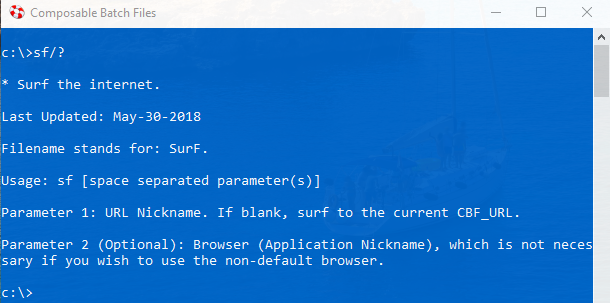 Composable Batch Files
c:\>sf/?
* Surf the internet.
Last Updated: May-30-2018
Filename stands for: SurF.
Usage: sf [space separated parameter(s)]
Parameter 1: URL Nickname. If blank, surf to the current CBF_URL.
Parameter 2 (Optional): Browser (Application Nickname), which is not neces
sary if you wish to use the non-default browser.
c:\>